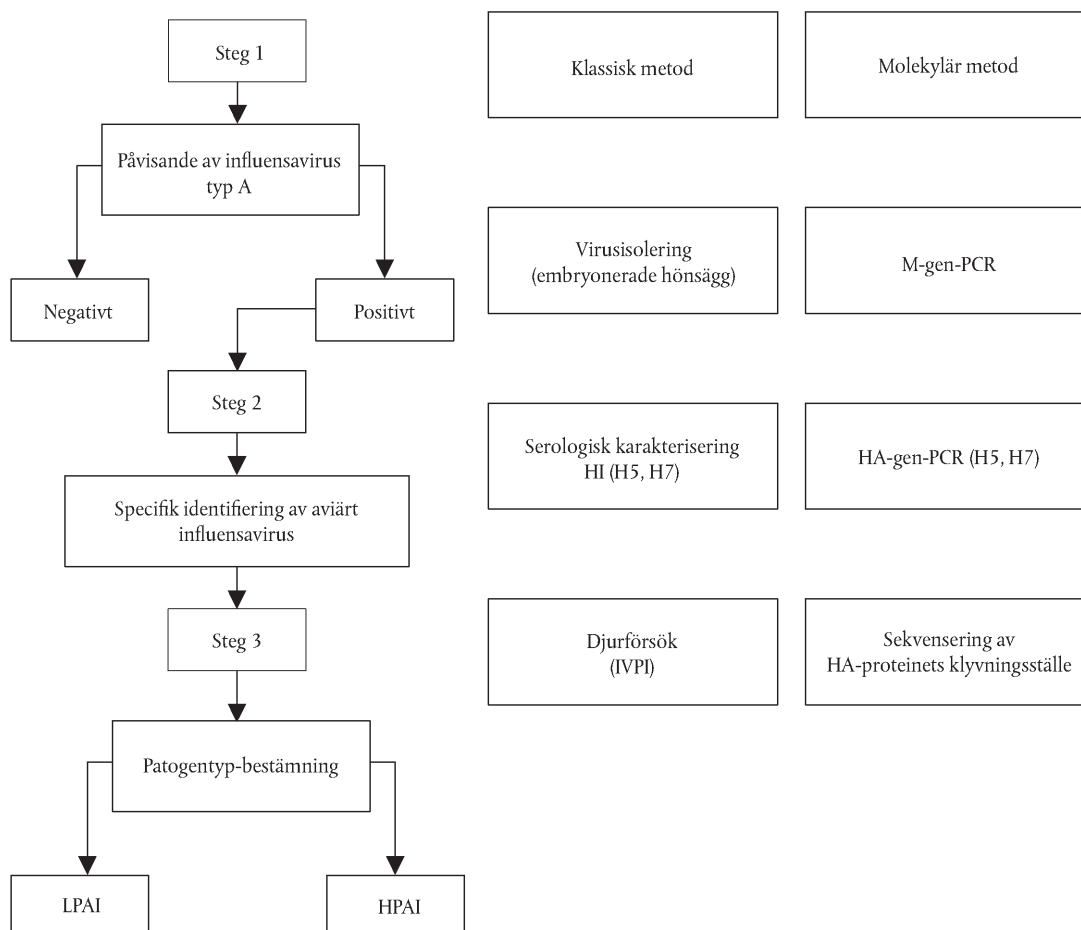 Steg 1
Klassisk metod
Molekylär metod
Påvisande av influensavirus
typ A
Virusisolering
(embryonerade hönsägg)
M-gen-PCR
Negativt
Positivt
Steg 2
Serologisk karakterisering
HI (H5, H7)
HA-gen-PCR (H5, H7)
Specifik identifiering av aviärt
influensavirus
Steg 3
Djurförsök
(IVPI)
Sekvensering av
HA-proteinets klyvningsställe
Patogentyp-bestämning
LPAI
HPAI